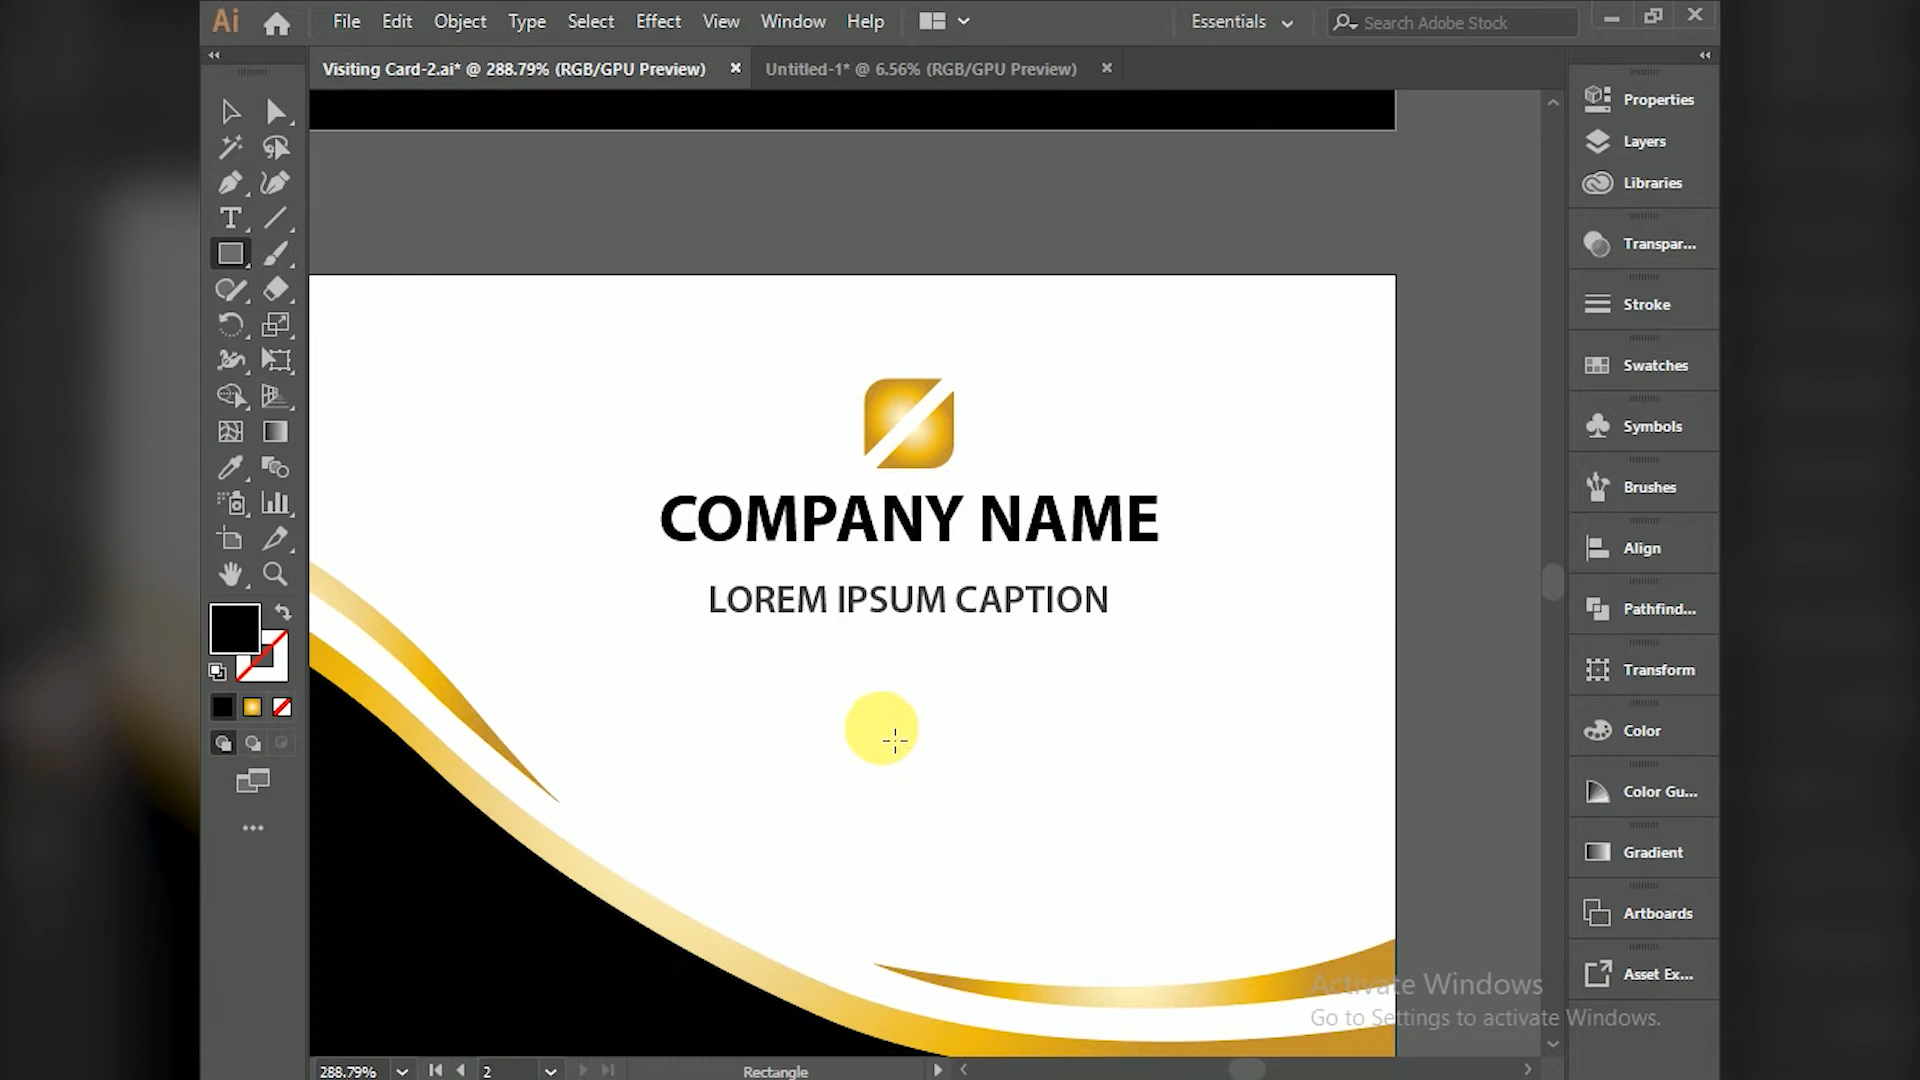 Ai File Edit Object Type Select Effect View Window Help Essentials Search Adobe Stock
Visiting Card-2.ai* @ 288.79% (RGB/GPU Preview) Untitled-1* @ 6.56% (RGB/GPU Preview)
Properties
Layers
Libraries
Transpar...
Stroke
Swatches
Symbols
Brushes
Align
Pathfind...
Transform
Color
Color Gu...
Gradient
Artboards
Asset Ex...
COMPANY NAME
LOREM IPSUM CAPTION
Activate Windows
Go to Settings to activate Windows.
288.79% 2 Rectangle